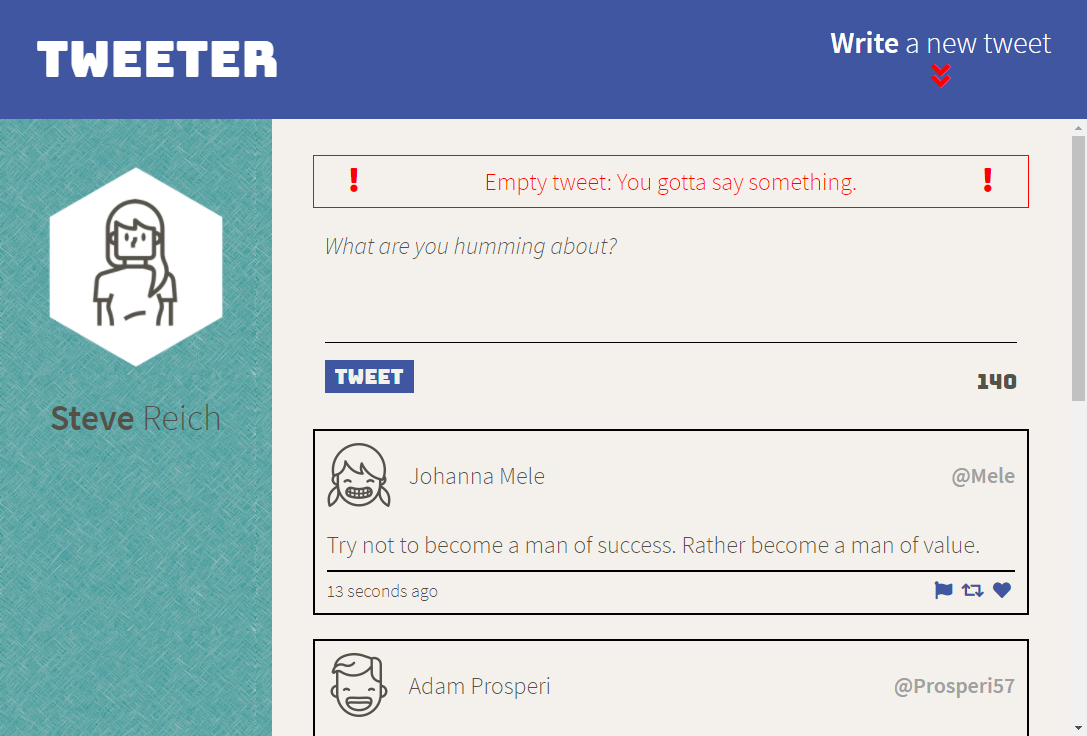 TWEETER
Write a new tweet
Steve Reich
! Empty tweet: You gotta say something. !
What are you humming about?
TWEET
140
Johanna Mele
@Mele
Try not to become a man of success. Rather become a man of value.
13 seconds ago
Adam Prosperi
@Prosperi57